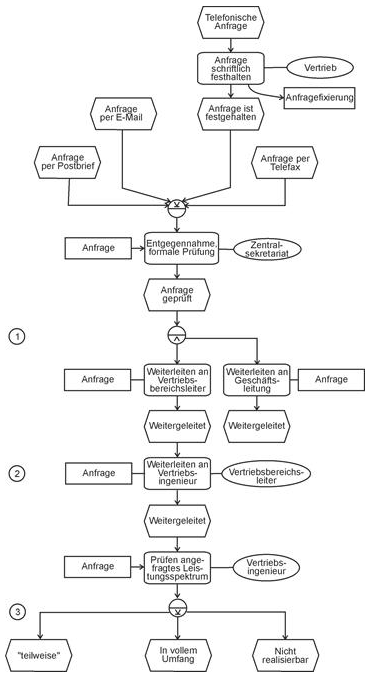 Telefonische
Anfrage
Anfrage
schriftlich
festhalten
Vertrieb
Anfragefixierung
Anfrage
per E-Mail
Anfrage ist
festgehalten
Anfrage
per Postbrief
Anfrage per
Telefax
Anfrage
Entgegennahme,
formale Prüfung
Zentral-
sekretariat
Anfrage
geprüft
1
Anfrage
Weiterleiten an
Vertriebs-
bereichsleiter
Weiterleiten an
Geschäfts-
leitung
Anfrage
Weitergeleitet
Weitergeleitet
2
Anfrage
Weiterleiten an
Vertriebs-
ingenieur
Vertriebsbereichs-
leiter
Weitergeleitet
Anfrage
Prüfen ange-
fragtes Leis-
tungsspektrum
Vertriebs-
ingenieur
3
"teilweise"
In vollem
Umfang
Nicht
realisierbar